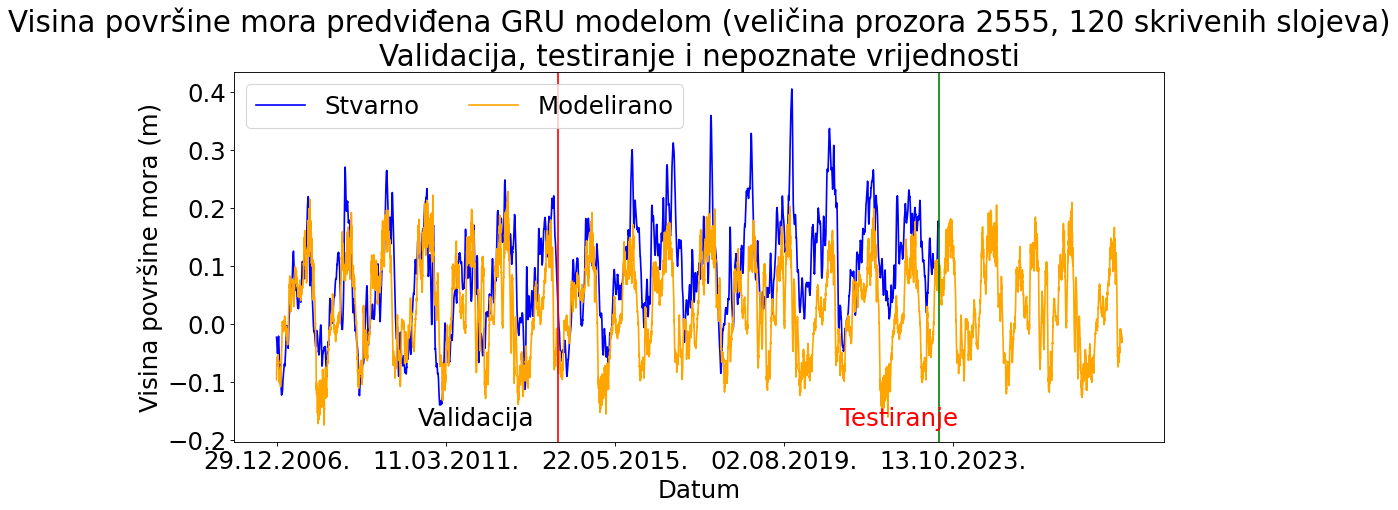 Visina površine mora predviđena GRU modelom (veličina prozora 2555, 120 skrivenih slojeva)
Validacija, testiranje i nepoznate vrijednosti
Stvarno
Modelirano
Visina površine mora (m)
0.4
0.3
0.2
0.1
0.0
−0.1
−0.2
Validacija
Testiranje
29.12.2006.
11.03.2011.
22.05.2015.
02.08.2019.
13.10.2023.
Datum